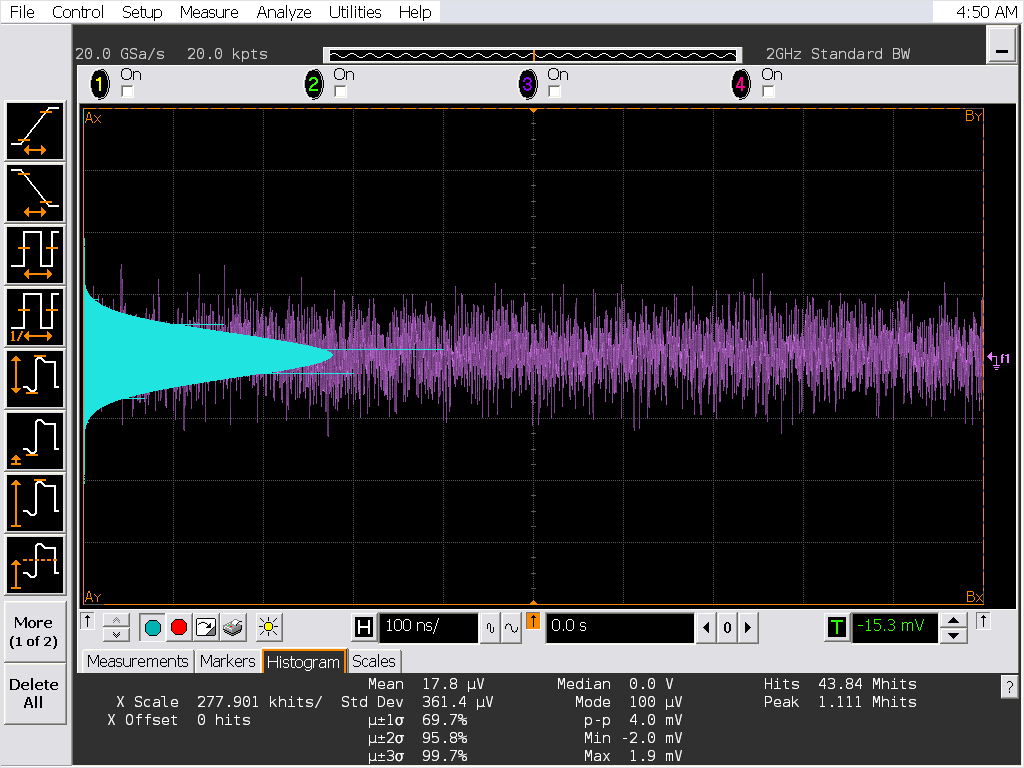 File Control Setup Measure Analyze Utilities Help 4:50 AM
20.0 GSa/s 20.0 kpts 2GHz Standard BW
1 On 2 On 3 On 4 On
Ax By
f1
1/
Ay Bx
More
(1 of 2)
Delete
All
H 100 ns/ 0.0 s 0 T -15.3 mV
Measurements Markers Histogram Scales
Mean 17.8 µV Median 0.0 V Hits 43.84 Mhits ?
X Scale 277.901 khits/ Std Dev 361.4 µV Mode 100 µV Peak 1.111 Mhits
X Offset 0 hits µ±1σ 69.7% p-p 4.0 mV
µ±2σ 95.8% Min -2.0 mV
µ±3σ 99.7% Max 1.9 mV